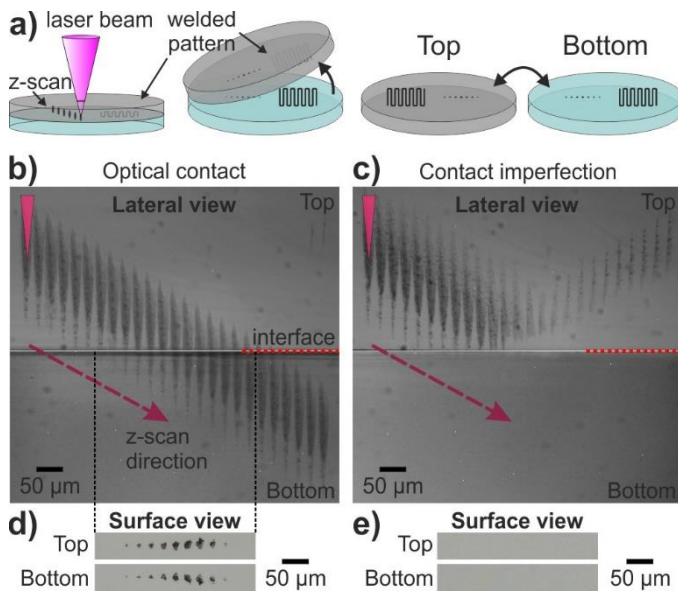 a)
laser beam
welded
pattern
z-scan
Top
Bottom
b)
Optical contact
Lateral view
Top
interface
z-scan
direction
50 µm
Bottom
c)
Contact imperfection
Lateral view
Top
50 µm
Bottom
d)
Surface view
Top
Bottom
50 µm
e)
Surface view
Top
Bottom
50 µm